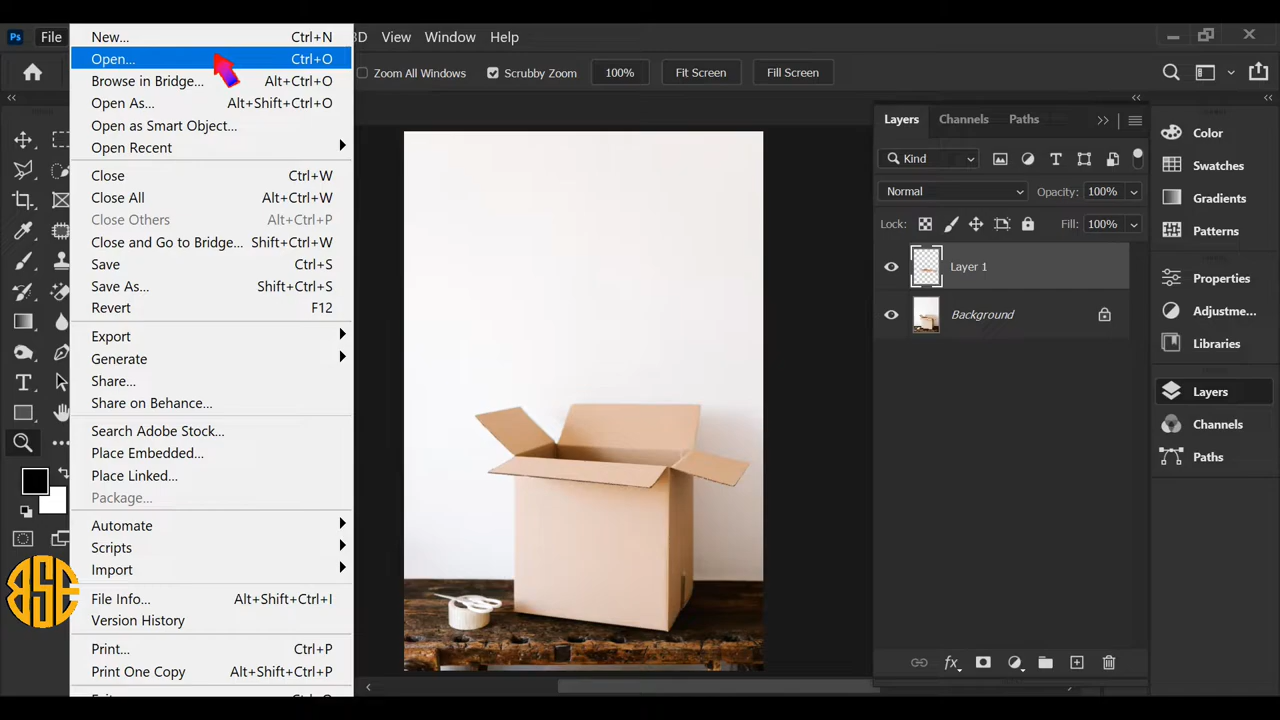 Ps File 3D View Window Help
Zoom All Windows Scrubby Zoom 100% Fit Screen Fill Screen
New... Ctrl+N
Open... Ctrl+O
Browse in Bridge... Alt+Ctrl+O
Open As... Alt+Shift+Ctrl+O
Open as Smart Object...
Open Recent
Close Ctrl+W
Close All Alt+Ctrl+W
Close Others Alt+Ctrl+P
Close and Go to Bridge... Shift+Ctrl+W
Save Ctrl+S
Save As... Shift+Ctrl+S
Revert F12
Export
Generate
Share...
Share on Behance...
Search Adobe Stock...
Place Embedded...
Place Linked...
Package...
Automate
Scripts
Import
File Info... Alt+Shift+Ctrl+I
Version History
Print... Ctrl+P
Print One Copy Alt+Shift+Ctrl+P
BSE
Layers Channels Paths
Kind
Normal Opacity: 100%
Lock: Fill: 100%
Layer 1
Background
fx
Color
Swatches
Gradients
Patterns
Properties
Adjustme...
Libraries
Layers
Channels
Paths